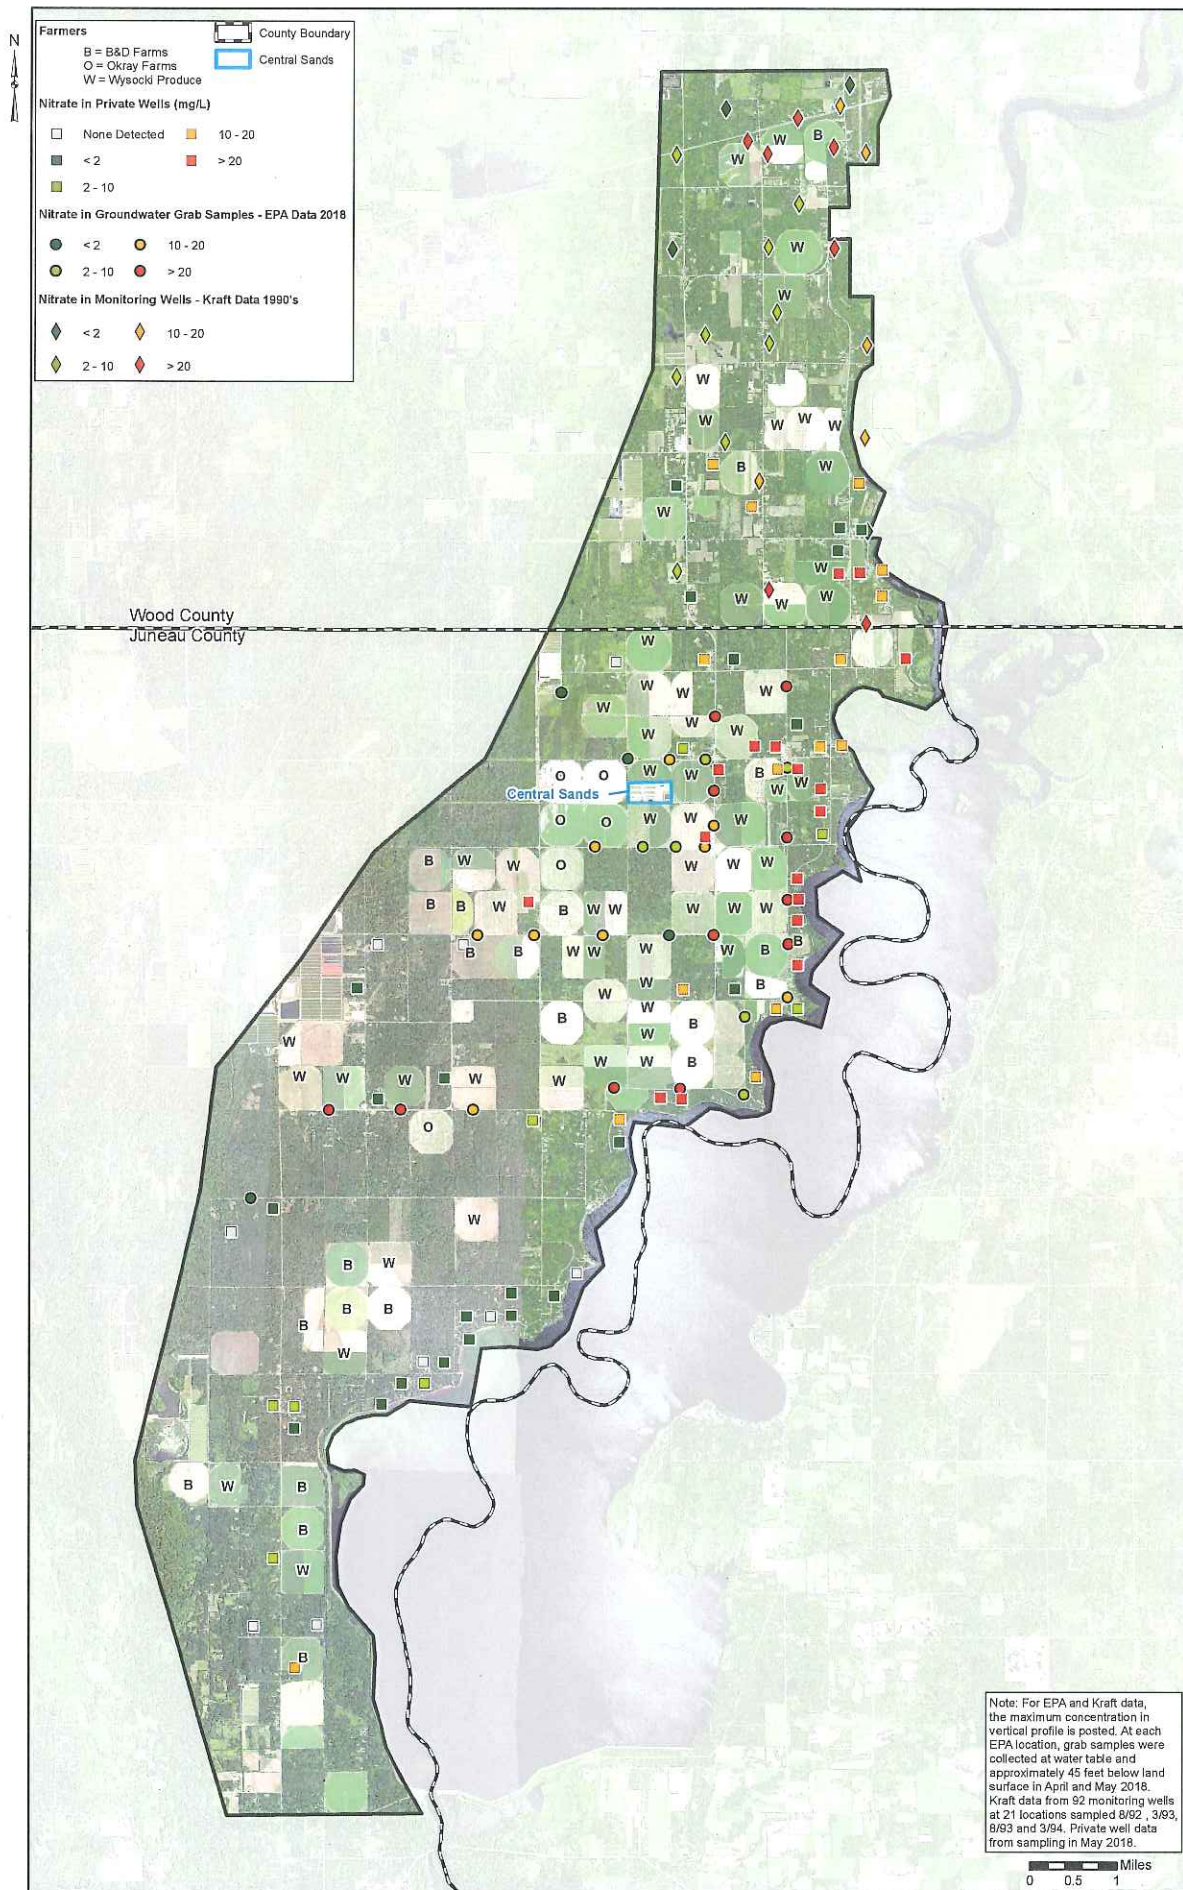 N
Farmers
B = B&D Farms
O = Okray Farms
W = Wysocki Produce
County Boundary
Central Sands
Nitrate in Private Wells (mg/L)
None Detected
10 - 20
< 2
> 20
2 - 10
Nitrate in Groundwater Grab Samples - EPA Data 2018
< 2
10 - 20
2 - 10
> 20
Nitrate in Monitoring Wells - Kraft Data 1990's
< 2
10 - 20
2 - 10
> 20
B
W
W
W
W
W
W
W
W
W
B
W
W
W
W
W
W
Wood County
Juneau County
W
W
W
W
W
W
W
W
O
O
W
W
B
W
W
Central Sands
O
O
W
W
W
B
W
W
O
W
W
W
B
B
W
B
W
W
W
W
W
B
B
W
W
W
W
B
B
W
W
B
B
W
W
B
W
W
W
W
W
W
W
W
W
B
O
W
B
W
B
B
B
W
B
W
B
B
W
B
Note: For EPA and Kraft data,
the maximum concentration in
vertical profile is posted. At each
EPA location, grab samples were
collected at water table and
approximately 45 feet below land
surface in April and May 2018.
Kraft data from 92 monitoring wells
at 21 locations sampled 8/92 , 3/93,
8/93 and 3/94. Private well data
from sampling in May 2018.
Miles
0 0.5 1